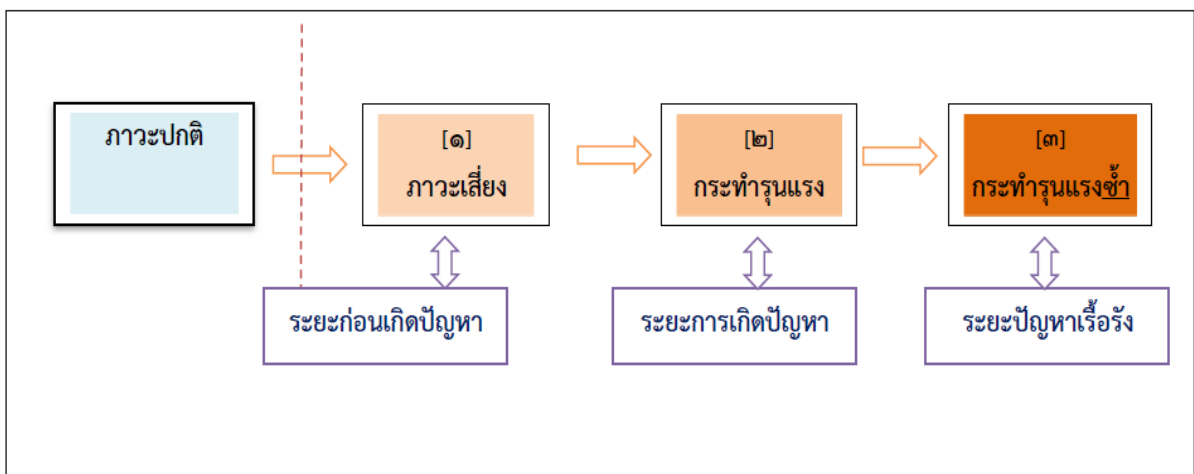 ภาวะปกติ
[๑]
ภาวะเสี่ยง
[๒]
กระทำรุนแรง
[๓]
กระทำรุนแรงซ้ำ
ระยะก่อนเกิดปัญหา
ระยะการเกิดปัญหา
ระยะปัญหาเรื้อรัง